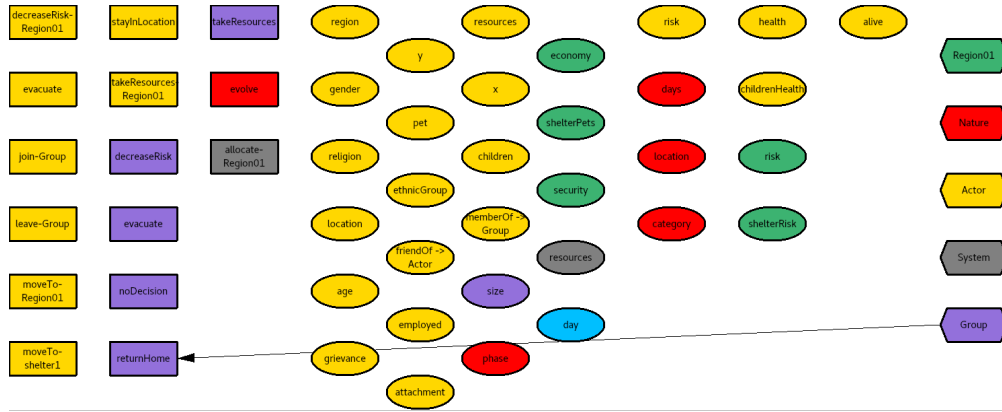 decreaseRisk-
Region01
stayInLocation
takeResources
region
resources
risk
health
alive
y
economy
Region01
evacuate
takeResources-
Region01
evolve
gender
x
days
childrenHealth
pet
shelterPets
Nature
join-Group
decreaseRisk
allocate-
Region01
religion
children
location
risk
ethnicGroup
security
Actor
leave-Group
evacuate
location
memberOf ->
Group
category
shelterRisk
friendOf ->
Actor
resources
System
moveTo-
Region01
noDecision
age
size
employed
day
Group
moveTo-
shelter1
returnHome
grievance
phase
attachment